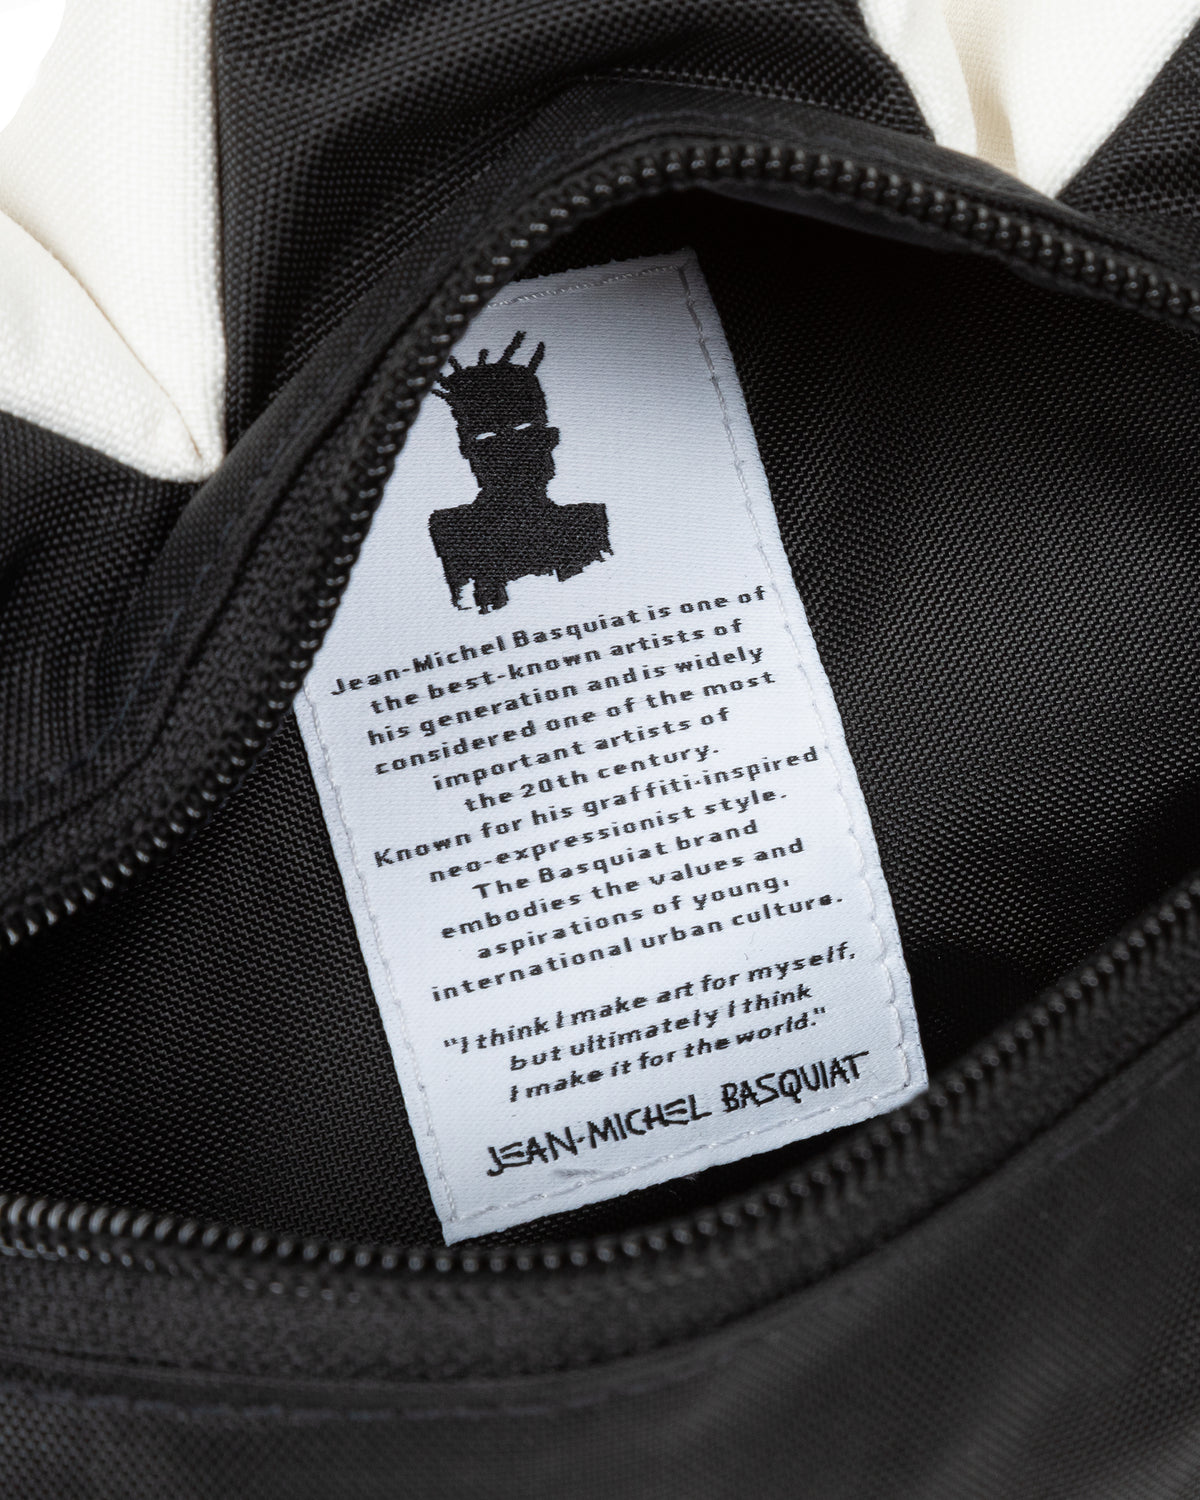 Jean-Michel Basquiat is one of
the best-known artists of
his generation and is widely
considered one of the most
important artists of
the 20th century.
Known for his graffiti-inspired
neo-expressionist style.
The Basquiat brand
embodies the values and
aspirations of young,
international urban culture.
"I think I make art for myself,
but ultimately I think
I make it for the world."
JEAN-MICHEL BASQUIAT